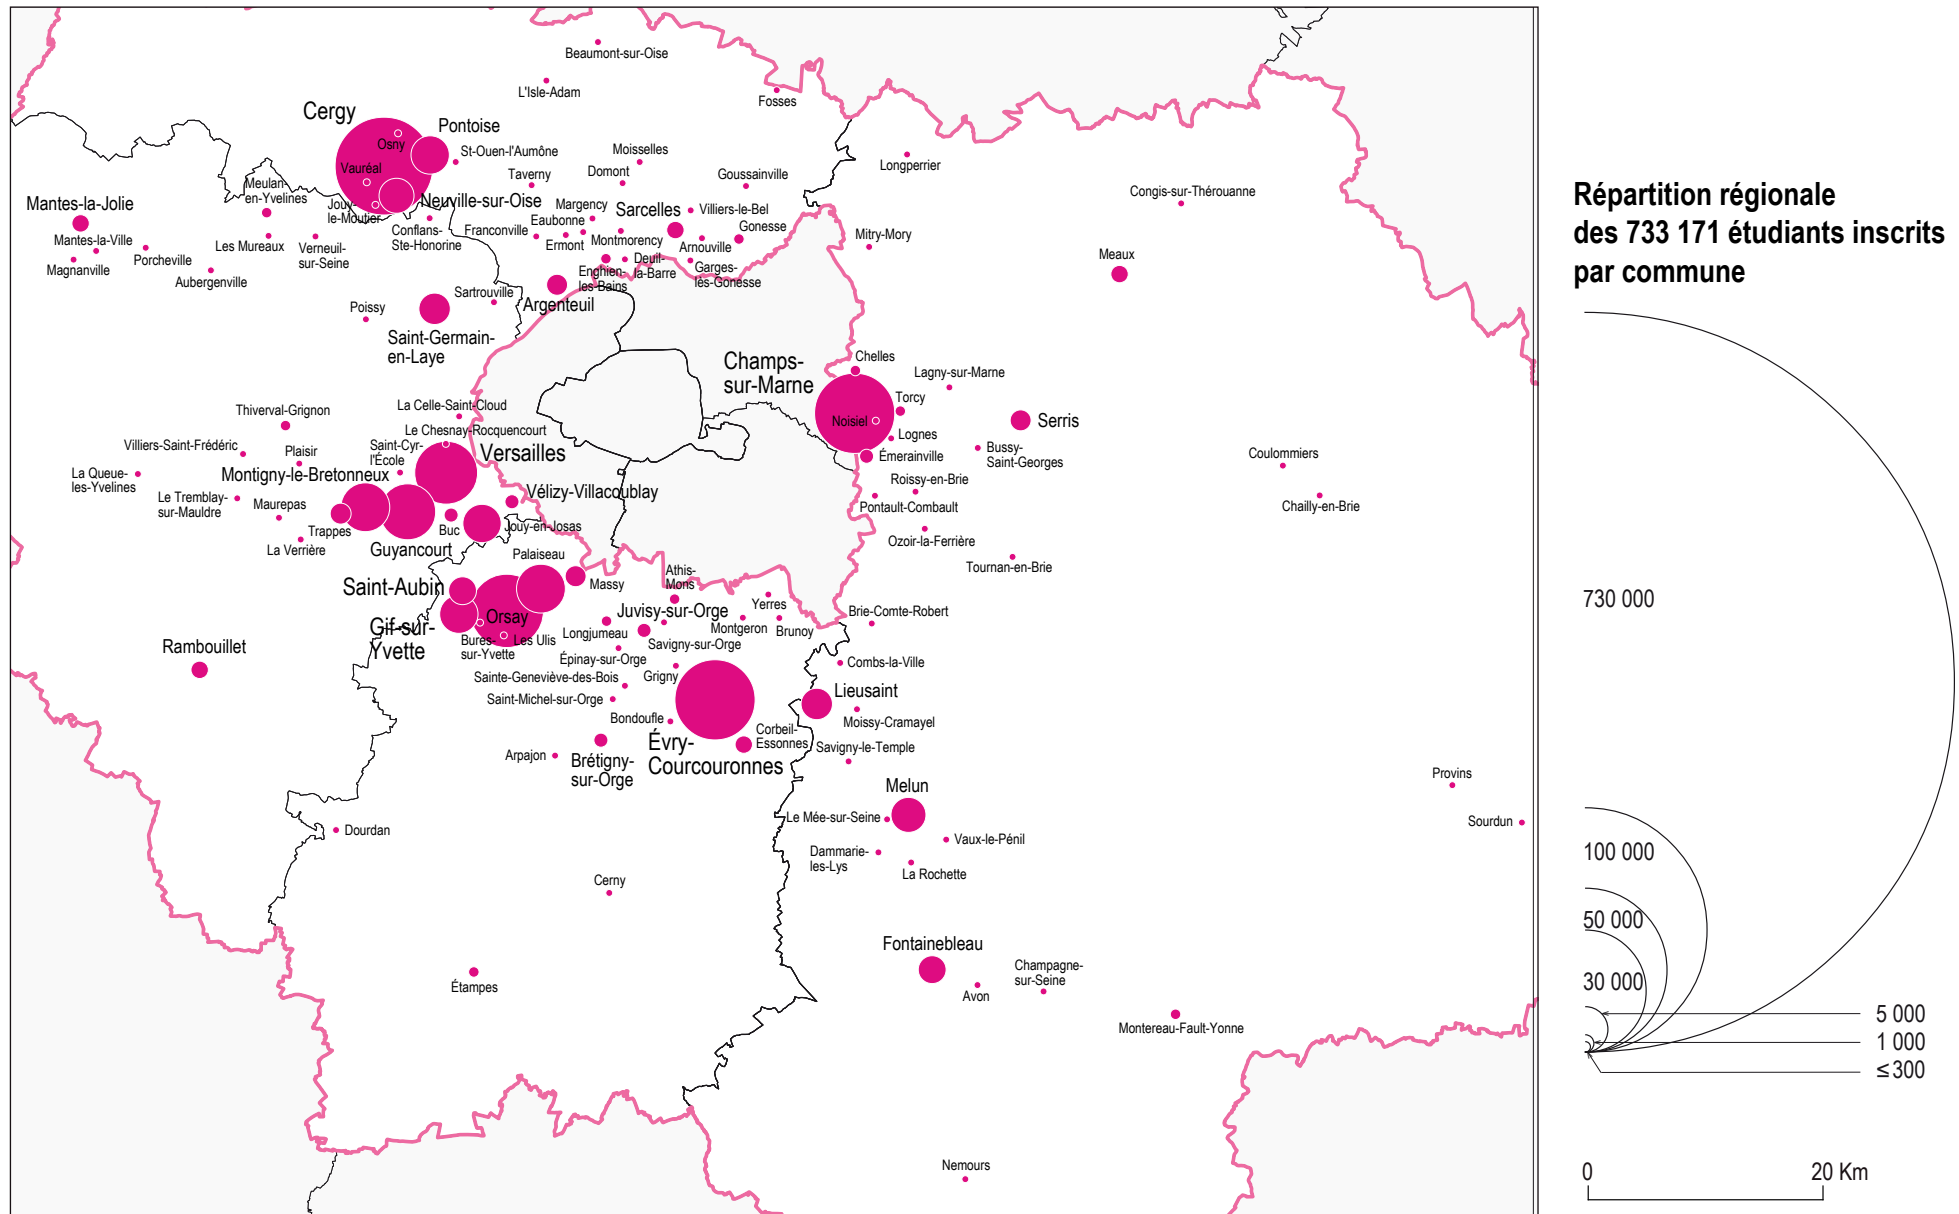 Beaumont-sur-Oise
L'Isle-Adam
Fosses
Cergy
Pontoise
Osny
St-Ouen-l'Aumône
Moisselles
Longperrier
Vauréal
Taverny
Domont
Goussainville
Congis-sur-Thérouanne
Meulan-
en-Yvelines
Mantes-la-Jolie
Jouy-
le-Moutier
Neuville-sur-Oise
Margency
Sarcelles
Villiers-le-Bel
Eaubonne
Gonesse
Conflans-
Ste-Honorine
Franconville
Ermont
Montmorency
Arnouville
Mitry-Mory
Mantes-la-Ville
Les Mureaux
Verneuil-
sur-Seine
Porcheville
Magnanville
Aubergenville
Enghien-
les-Bains
Deuil-
la-Barre
Garges-
lès-Gonesse
Meaux
Sartrouville
Argenteuil
Poissy
Saint-Germain-
en-Laye
Champs-
sur-Marne
Chelles
Lagny-sur-Marne
Torcy
Noisiel
Serris
Lognes
Émerainville
Bussy-
Saint-Georges
Thiverval-Grignon
La Celle-Saint-Cloud
Le Chesnay-Rocquencourt
Villiers-Saint-Frédéric
Plaisir
Saint-Cyr-
l'École
Versailles
La Queue-
les-Yvelines
Montigny-le-Bretonneux
Coulommiers
Roissy-en-Brie
Le Tremblay-
sur-Mauldre
Maurepas
Vélizy-Villacoublay
Pontault-Combault
Chailly-en-Brie
Trappes
Buc
Jouy-en-Josas
La Verrière
Guyancourt
Ozoir-la-Ferrière
Palaiseau
Tournan-en-Brie
Saint-Aubin
Massy
Athis-
Mons
Orsay
Juvisy-sur-Orge
Yerres
Brie-Comte-Robert
Gif-sur-
Yvette
Bures-
sur-Yvette
Les Ulis
Longjumeau
Savigny-sur-Orge
Montgeron
Brunoy
Rambouillet
Épinay-sur-Orge
Combs-la-Ville
Sainte-Geneviève-des-Bois
Grigny
Saint-Michel-sur-Orge
Lieusaint
Bondoufle
Moissy-Cramayel
Évry-
Courcouronnes
Corbeil-
Essonnes
Savigny-le-Temple
Arpajon
Brétigny-
sur-Orge
Melun
Provins
Le Mée-sur-Seine
Sourdun
Dourdan
Vaux-le-Pénil
Dammarie-
les-Lys
La Rochette
Cerny
Fontainebleau
Champagne-
sur-Seine
Étampes
Avon
Montereau-Fault-Yonne
Nemours
Répartition régionale
des 733 171 étudiants inscrits
par commune
730 000
100 000
50 000
30 000
5 000
1 000
≤ 300
0 20 Km